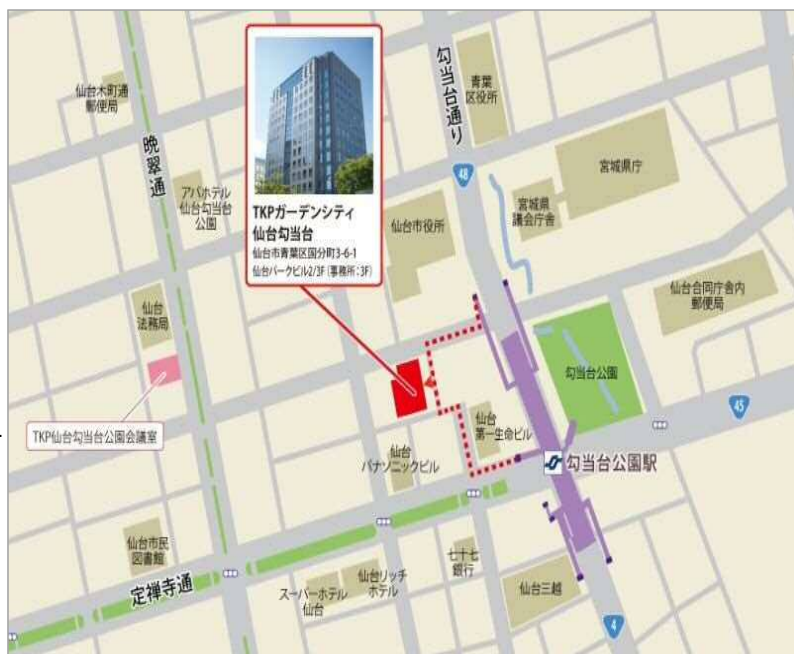 仙台木町通
郵便局
晩翠通
アパホテル
仙台勾当台
公園
仙台
法務局
TKP仙台勾当台公園会議室
仙台市民
図書館
定禅寺通
TKPガーデンシティ
仙台勾当台
仙台市青葉区国分町3-6-1
仙台パークビル2/3F(事務所:3F)
勾当台通り
青葉
区役所
48
宮城県庁
宮城県
議会庁舎
仙台市役所
仙台合同庁舎内
郵便局
勾当台公園
45
仙台
第一生命ビル
仙台
パナソニックビル
勾当台公園駅
七十七
銀行
仙台リッチ
ホテル
スーパーホテル
仙台
仙台三越
4